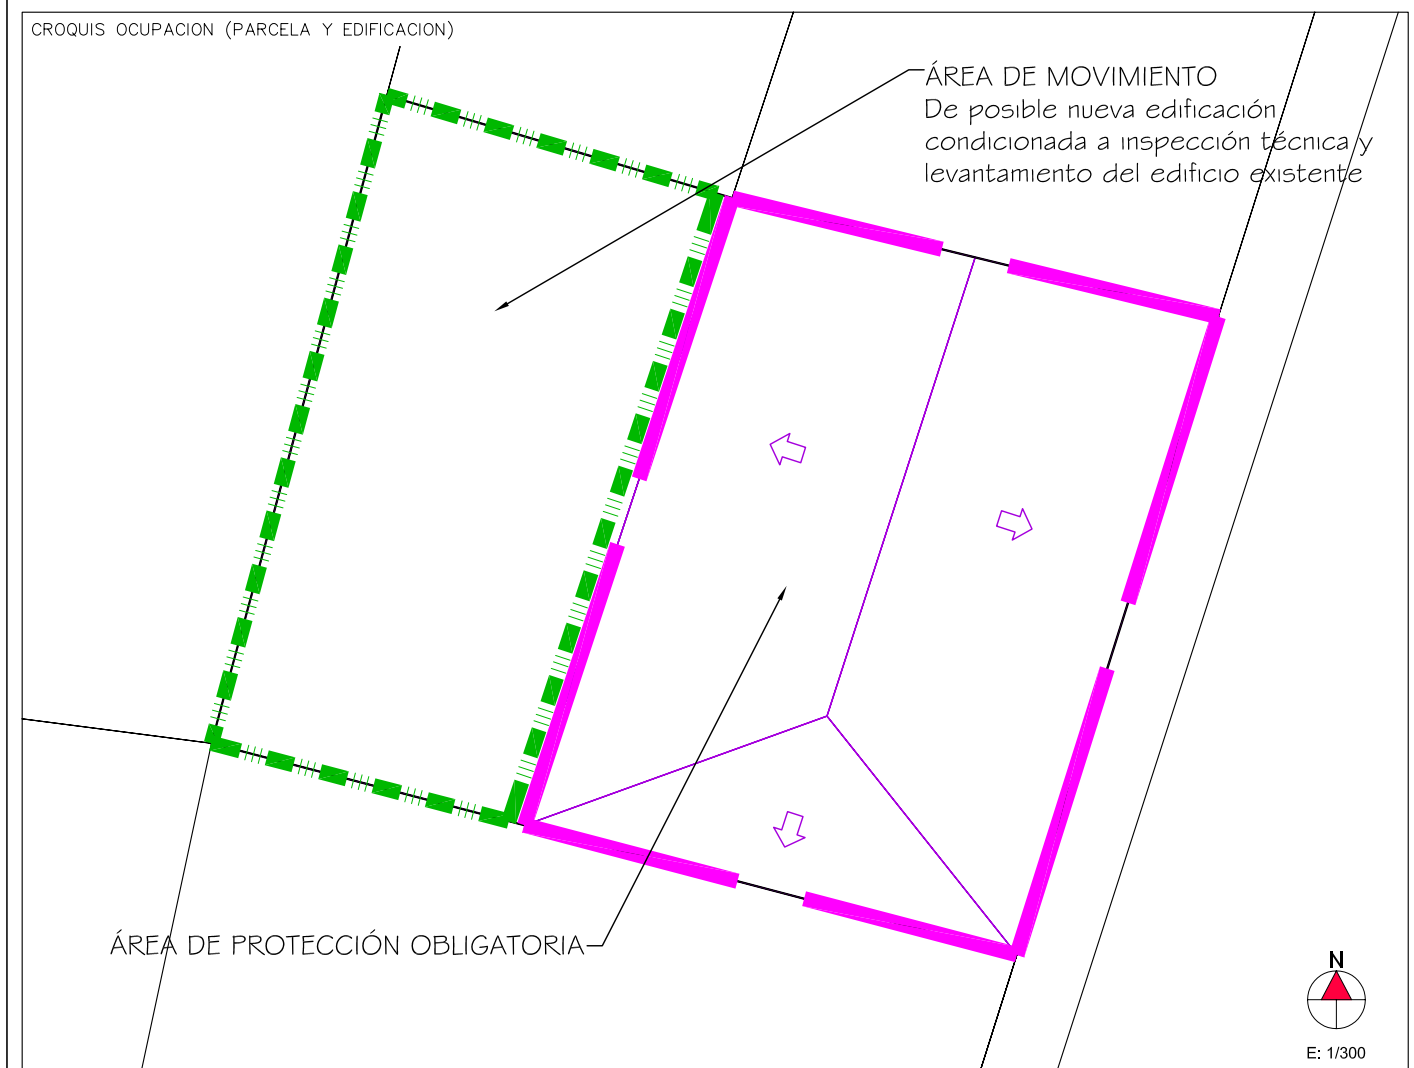 CROQUIS OCUPACION (PARCELA Y EDIFICACION)
ÁREA DE MOVIMIENTO
De posible nueva edificación
condicionada a inspección técnica y
levantamiento del edificio existente
ÁREA DE PROTECCIÓN OBLIGATORIA
N
E: 1/300